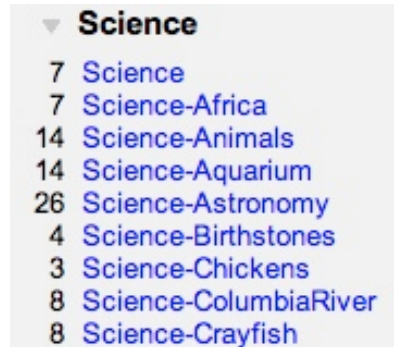 Science
7 Science
7 Science-Africa
14 Science-Animals
14 Science-Aquarium
26 Science-Astronomy
4 Science-Birthstones
3 Science-Chickens
8 Science-ColumbiaRiver
8 Science-Crayfish